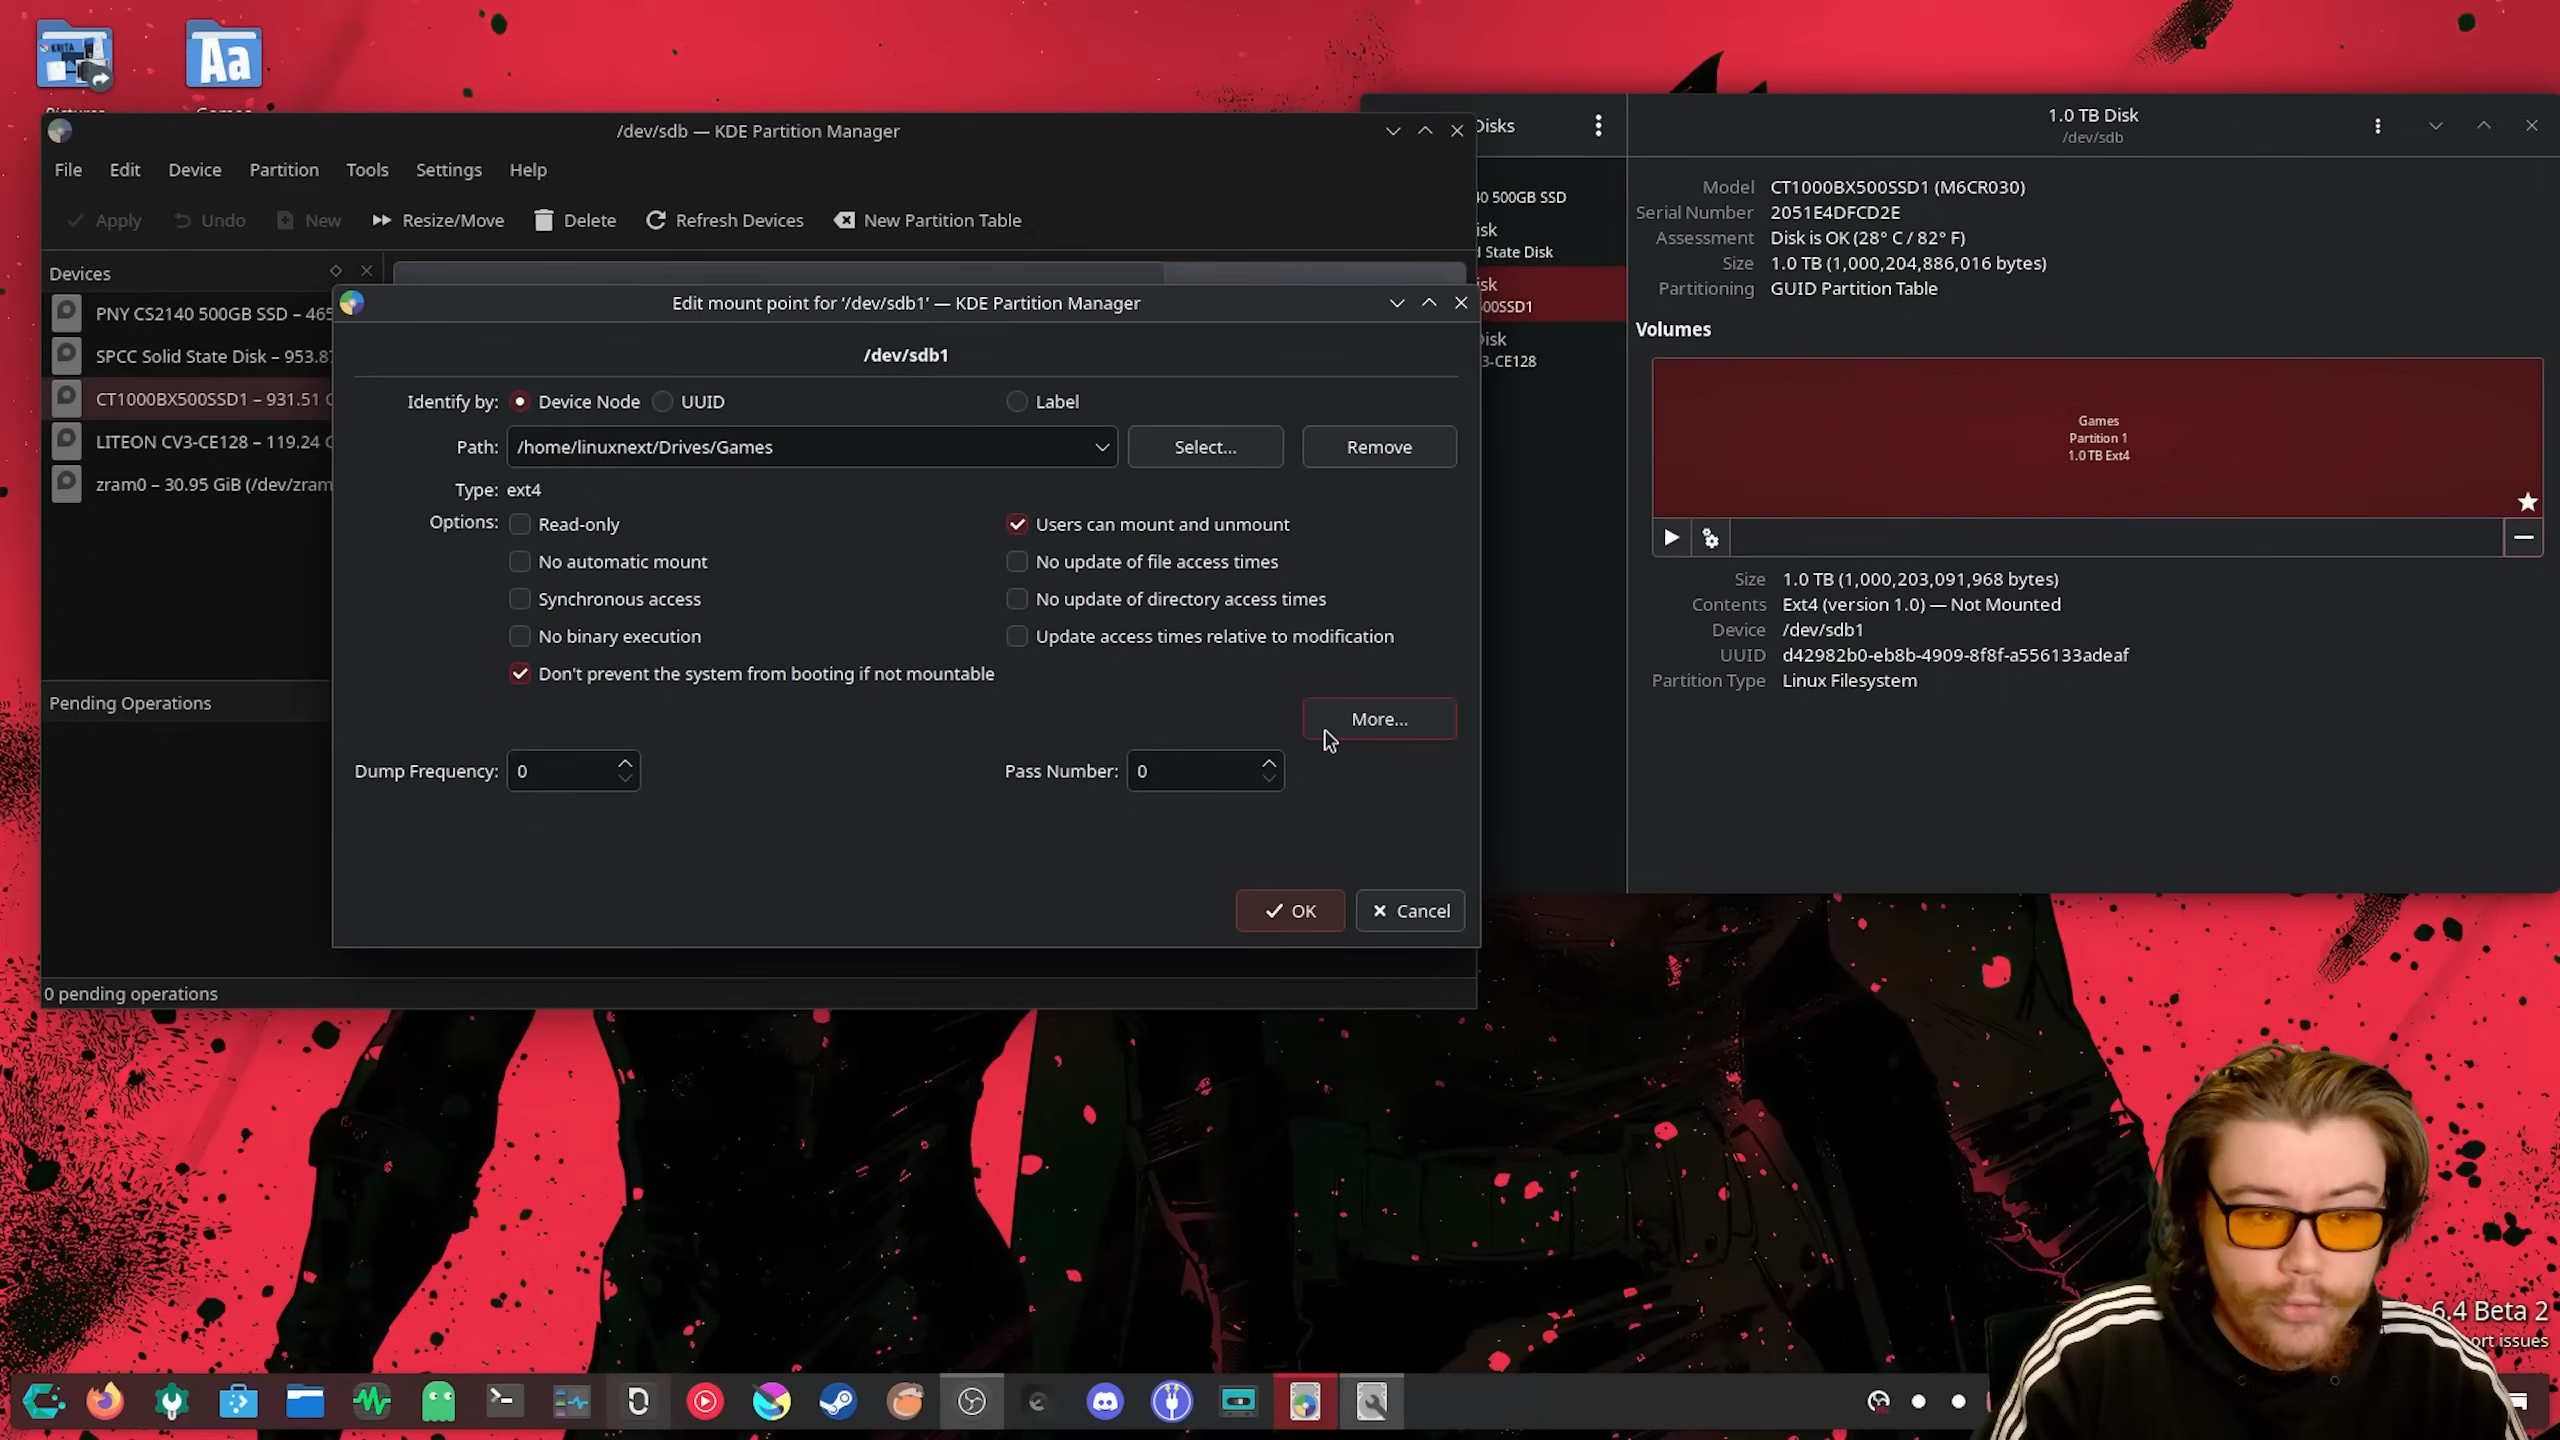 Aa
/dev/sdb — KDE Partition Manager
File Edit Device Partition Tools Settings Help
Apply Undo New Resize/Move Delete Refresh Devices New Partition Table
Devices
PNY CS2140 500GB SSD – 465
SPCC Solid State Disk – 953.87
CT1000BX500SSD1 – 931.51
LITEON CV3-CE128 – 119.24
zram0 – 30.95 GiB (/dev/zram
Pending Operations
0 pending operations
Edit mount point for ‘/dev/sdb1’ — KDE Partition Manager
/dev/sdb1
Identify by: Device Node UUID Label
Path: /home/linuxnext/Drives/Games Select... Remove
Type: ext4
Options: Read-only Users can mount and unmount
No automatic mount No update of file access times
Synchronous access No update of directory access times
No binary execution Update access times relative to modification
Don't prevent the system from booting if not mountable
More...
Dump Frequency: 0 Pass Number: 0
OK Cancel
Disks
500GB SSD
State Disk
3-CE128
1.0 TB Disk
/dev/sdb
Model CT1000BX500SSD1 (M6CR030)
Serial Number 2051E4DFCD2E
Assessment Disk is OK (28° C / 82° F)
Size 1.0 TB (1,000,204,886,016 bytes)
Partitioning GUID Partition Table
Volumes
Games
Partition 1
1.0 TB Ext4
Size 1.0 TB (1,000,203,091,968 bytes)
Contents Ext4 (version 1.0) — Not Mounted
Device /dev/sdb1
UUID d42982b0-eb8b-4909-8f8f-a556133adeaf
Partition Type Linux Filesystem
6.4 Beta 2
issues